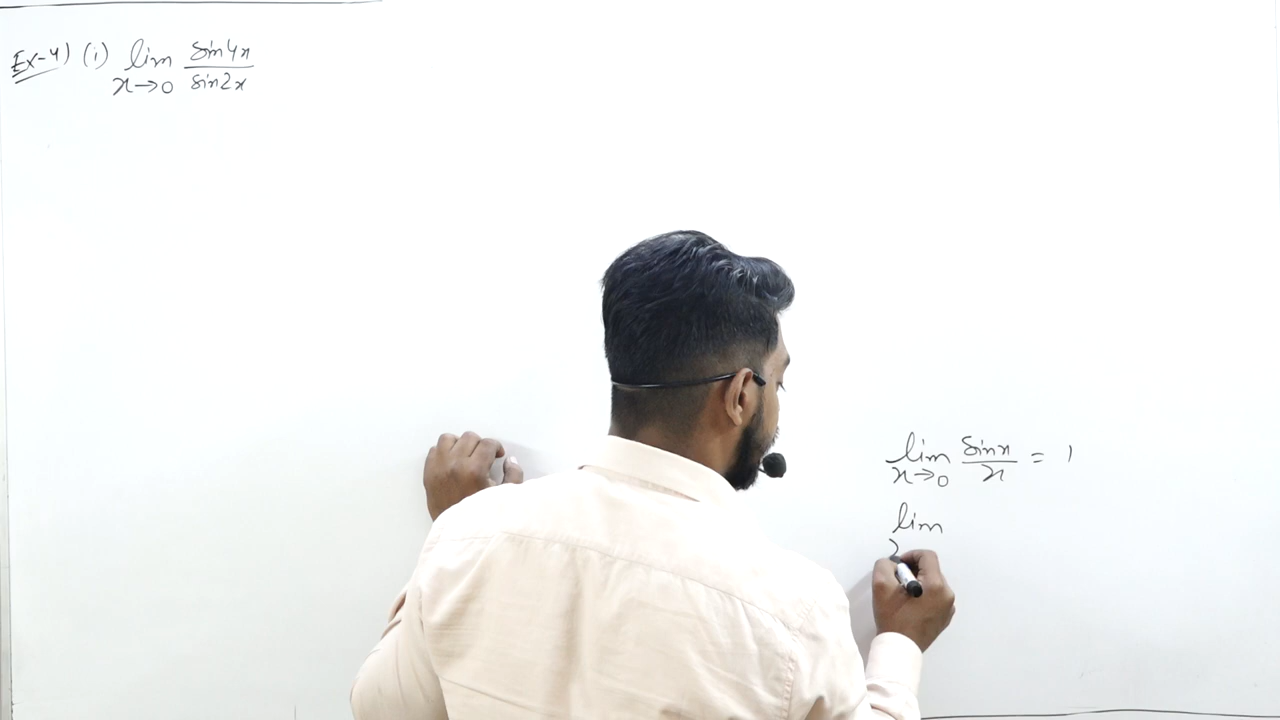 Ex-4) (i) lim x→0 sin4x / sin2x
lim x→0 sinx / x = 1
lim